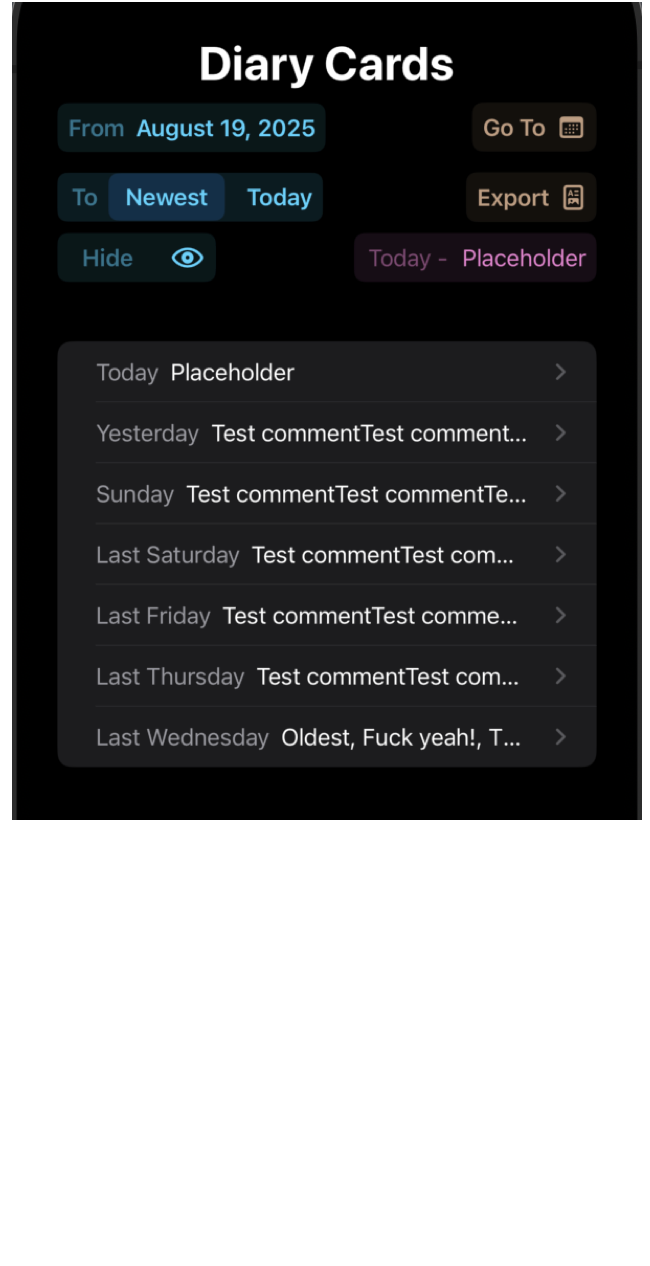 Diary Cards
From August 19, 2025
Go To
To Newest Today
Export
Hide
Today - Placeholder
Today Placeholder
Yesterday Test commentTest comment...
Sunday Test commentTest commentTe...
Last Saturday Test commentTest com...
Last Friday Test commentTest comme...
Last Thursday Test commentTest com...
Last Wednesday Oldest, Fuck yeah!, T...